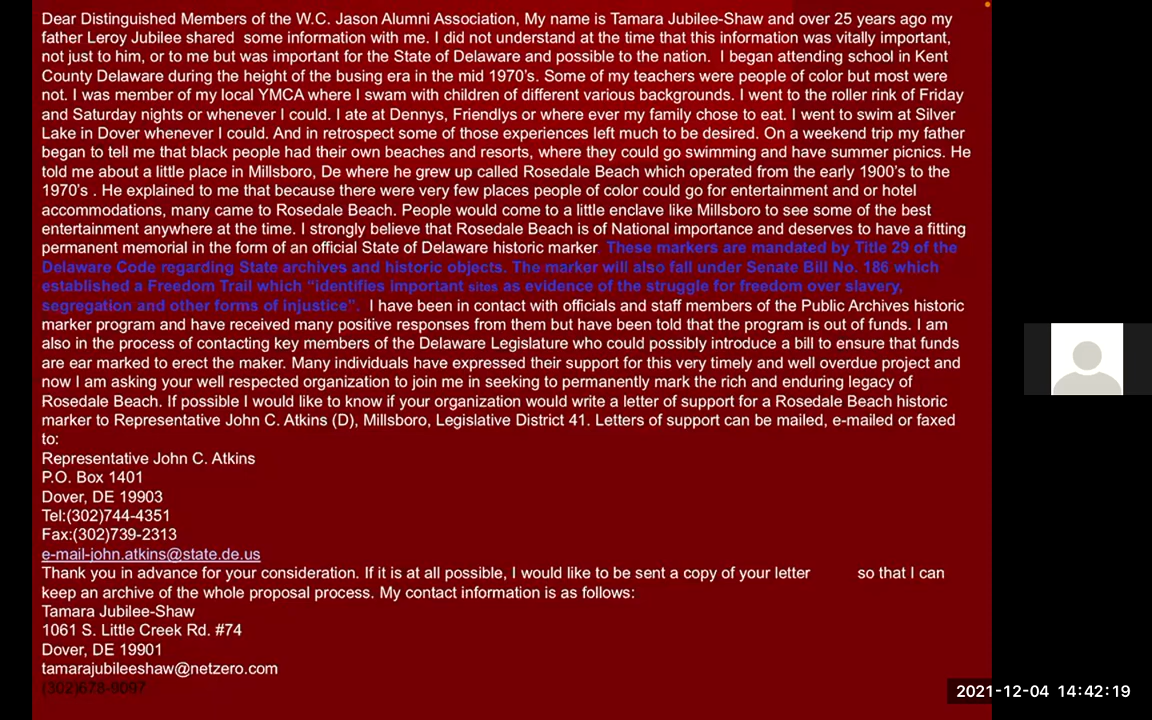 Dear Distinguished Members of the W.C. Jason Alumni Association, My name is Tamara Jubilee-Shaw and over 25 years ago my
father Leroy Jubilee shared  some information with me. I did not understand at the time that this information was vitally important,
not just to him, or to me but was important for the State of Delaware and possible to the nation.  I began attending school in Kent
County Delaware during the height of the busing era in the mid 1970’s. Some of my teachers were people of color but most were
not. I was member of my local YMCA where I swam with children of different various backgrounds. I went to the roller rink of Friday
and Saturday nights or whenever I could. I ate at Dennys, Friendlys or where ever my family chose to eat. I went to swim at Silver
Lake in Dover whenever I could. And in retrospect some of those experiences left much to be desired. On a weekend trip my father
began to tell me that black people had their own beaches and resorts, where they could go swimming and have summer picnics. He
told me about a little place in Millsboro, De where he grew up called Rosedale Beach which operated from the early 1900’s to the
1970’s . He explained to me that because there were very few places people of color could go for entertainment and or hotel
accommodations, many came to Rosedale Beach. People would come to a little enclave like Millsboro to see some of the best
entertainment anywhere at the time. I strongly believe that Rosedale Beach is of National importance and deserves to have a fitting
permanent memorial in the form of an official State of Delaware historic marker  These markers are mandated by Title 29 of the
Delaware Code regarding State archives and historic objects. The marker will also fall under Senate Bill No. 186 which
established a Freedom Trail which “identifies important sites as evidence of the struggle for freedom over slavery,
segregation and other forms of injustice”.  I have been in contact with officials and staff members of the Public Archives historic
marker program and have received many positive responses from them but have been told that the program is out of funds. I am
also in the process of contacting key members of the Delaware Legislature who could possibly introduce a bill to ensure that funds
are ear marked to erect the maker. Many individuals have expressed their support for this very timely and well overdue project and
now I am asking your well respected organization to join me in seeking to permanently mark the rich and enduring legacy of
Rosedale Beach. If possible I would like to know if your organization would write a letter of support for a Rosedale Beach historic
marker to Representative John C. Atkins (D), Millsboro, Legislative District 41. Letters of support can be mailed, e-mailed or faxed
to:
Representative John C. Atkins
P.O. Box 1401
Dover, DE 19903
Tel:(302)744-4351
Fax:(302)739-2313
e-mail-john.atkins@state.de.us
Thank you in advance for your consideration. If it is at all possible, I would like to be sent a copy of your letter so that I can
keep an archive of the whole proposal process. My contact information is as follows:
Tamara Jubilee-Shaw
1061 S. Little Creek Rd. #74
Dover, DE 19901
tamarajubileeshaw@netzero.com
(302)678-9097
2021-12-04 14:42:19